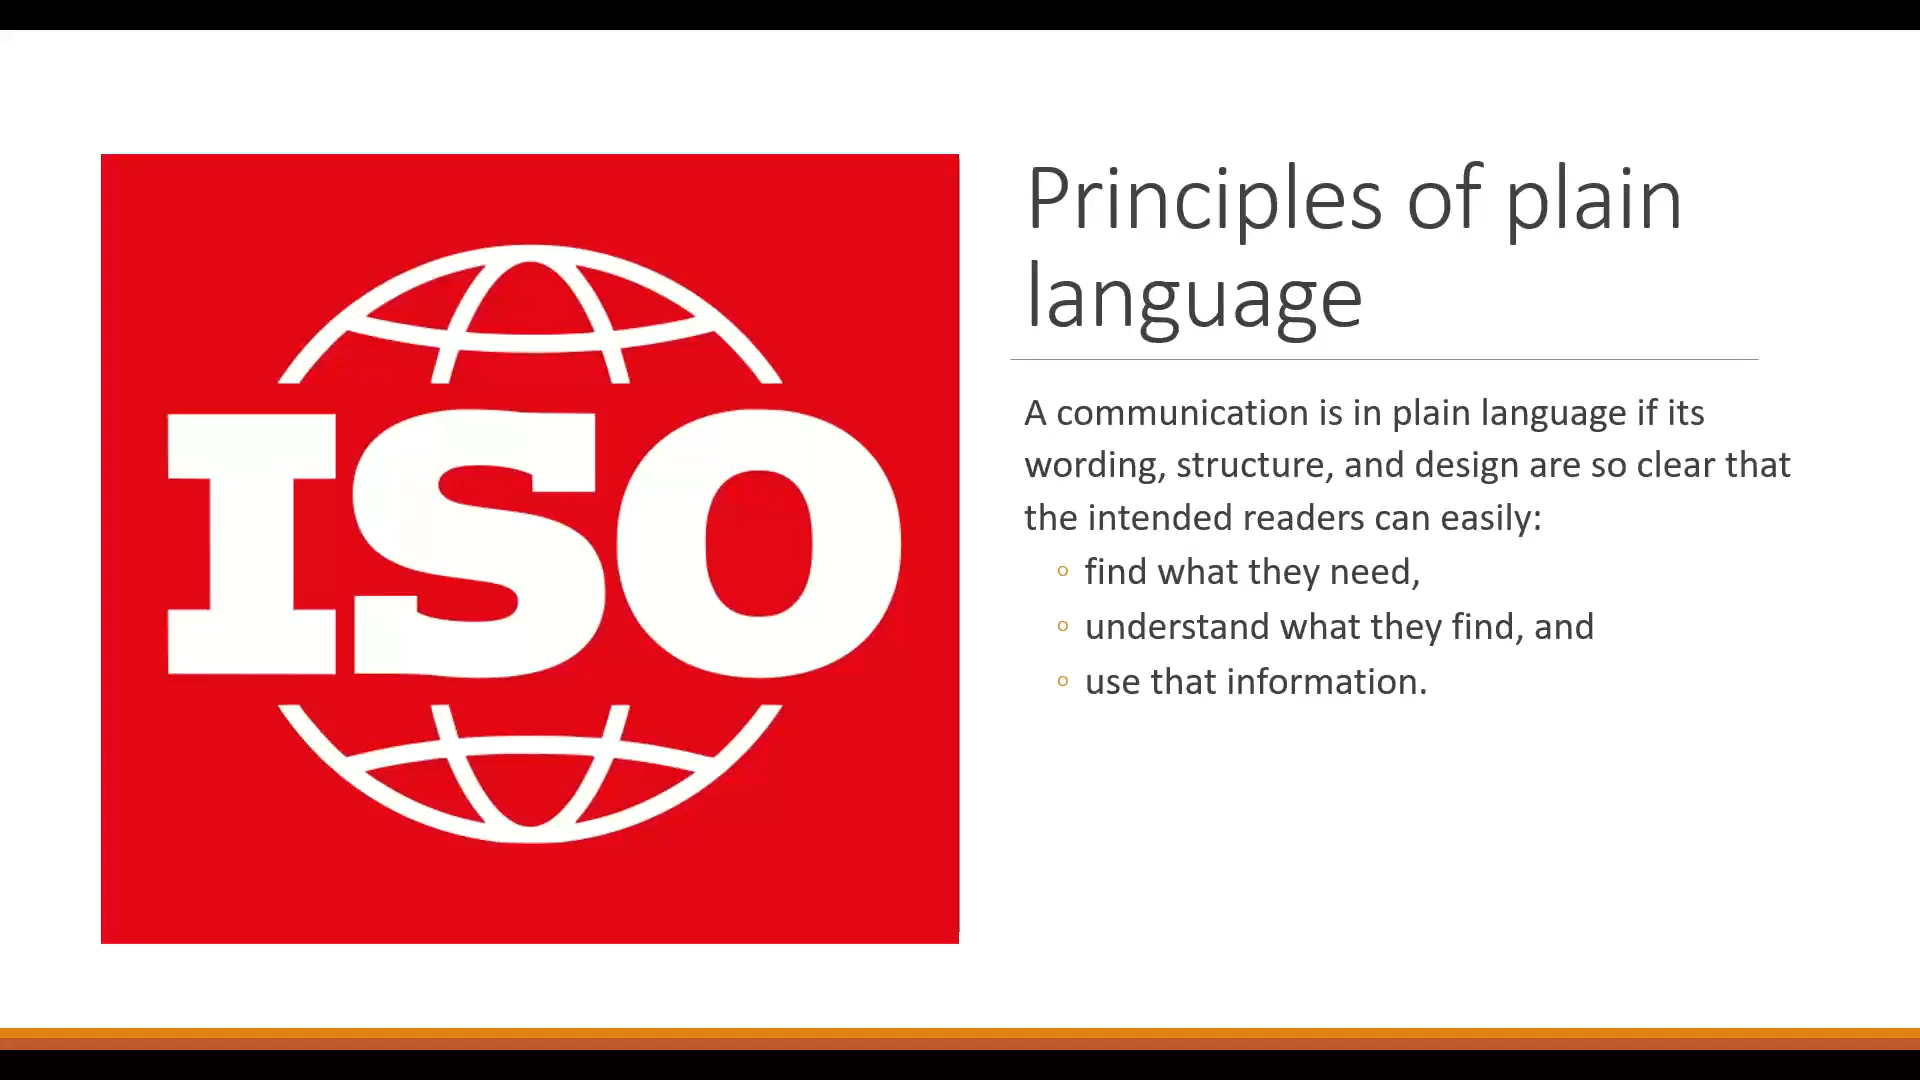 ISO
Principles of plain
language
A communication is in plain language if its
wording, structure, and design are so clear that
the intended readers can easily:
◦ find what they need,
◦ understand what they find, and
◦ use that information.